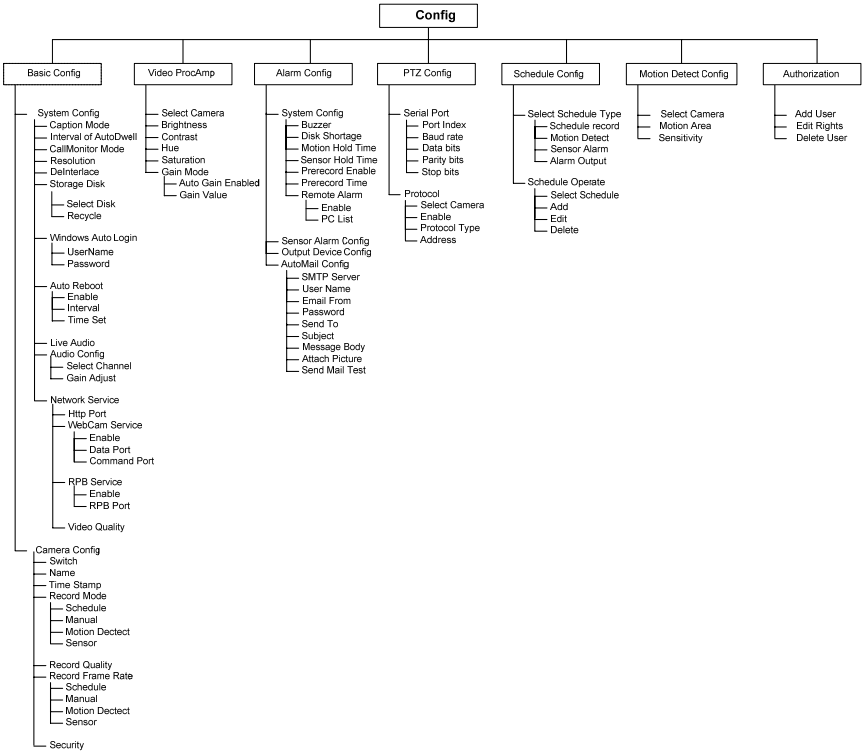 Config
Basic Config
System Config
Caption Mode
Interval of AutoDwell
CallMonitor Mode
Resolution
DeInterlace
Storage Disk
Select Disk
Recycle
Windows Auto Login
UserName
Password
Auto Reboot
Enable
Interval
Time Set
Live Audio
Audio Config
Select Channel
Gain Adjust
Network Service
Http Port
WebCam Service
Enable
Data Port
Command Port
RPB Service
Enable
RPB Port
Video Quality
Camera Config
Switch
Name
Time Stamp
Record Mode
Schedule
Manual
Motion Dectect
Sensor
Record Quality
Record Frame Rate
Schedule
Manual
Motion Dectect
Sensor
Security
Video ProcAmp
Select Camera
Brightness
Contrast
Hue
Saturation
Gain Mode
Auto Gain Enabled
Gain Value
Alarm Config
System Config
Buzzer
Disk Shortage
Motion Hold Time
Sensor Hold Time
Prerecord Enable
Prerecord Time
Remote Alarm
Enable
PC List
Sensor Alarm Config
Output Device Config
AutoMail Config
SMTP Server
User Name
Email From
Password
Send To
Subject
Message Body
Attach Picture
Send Mail Test
PTZ Config
Serial Port
Port Index
Baud rate
Data bits
Parity bits
Stop bits
Protocol
Select Camera
Enable
Protocol Type
Address
Schedule Config
Select Schedule Type
Schedule record
Motion Detect
Sensor Alarm
Alarm Output
Schedule Operate
Select Schedule
Add
Edit
Delete
Motion Detect Config
Select Camera
Motion Area
Sensitivity
Authorization
Add User
Edit Rights
Delete User